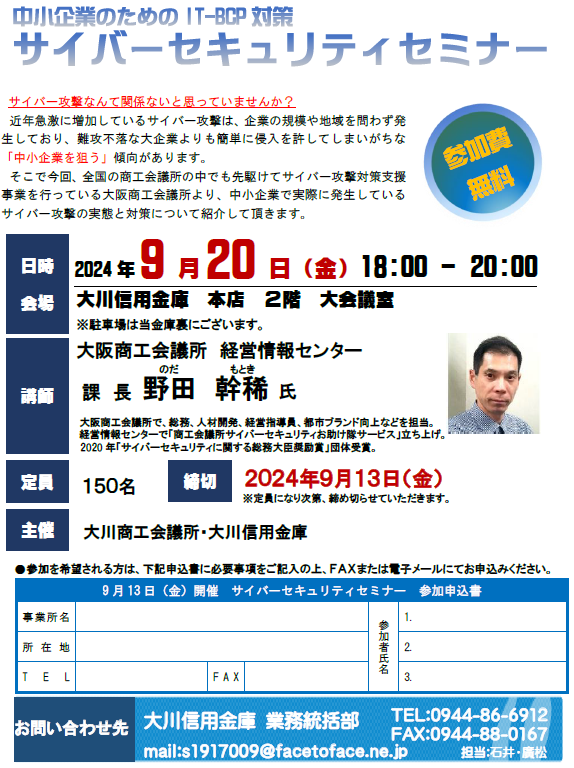 中小企業のための IT-BCP 対策
サイバーセキュリティセミナー
サイバー攻撃なんて関係ないと思っていませんか？
近年急激に増加しているサイバー攻撃は、企業の規模や地域を問わず発
生しており、難攻不落な大企業よりも簡単に侵入を許してしまいがちな
「中小企業を狙う」傾向があります。
そこで今回、全国の商工会議所の中でも先駆けてサイバー攻撃対策支援
事業を行っている大阪商工会議所より、中小企業で実際に発生している
サイバー攻撃の実態と対策について紹介して頂きます。
参加費
無料
日時
2024 年 9 月 20 日（金）18:00 － 20:00
会場
大川信用金庫　本店　２階　大会議室
※駐車場は当金庫裏にございます。
講師
大阪商工会議所　経営情報センター
のだ　もとき
課 長 野田　幹稀 氏
大阪商工会議所で、総務、人材開発、経営指導員、都市ブランド向上などを担当。
経営情報センターで「商工会議所サイバーセキュリティお助け隊サービス」立ち上げ。
2020 年「サイバーセキュリティに関する総務大臣奨励賞」団体受賞。
定員
150名
締切
2024年9月13日（金）
※定員になり次第、締め切らせていただきます。
主催
大川商工会議所・大川信用金庫
●参加を希望される方は、下記申込書に必要事項をご記入の上、ＦＡＸまたは電子メールにてお申込みください。
9 月 13 日（金）開催　サイバーセキュリティセミナー　参加申込書
事業所名
参加者氏名
1.
所 在 地
2.
ＴＥＬ
ＦＡＸ
3.
お問い合わせ先
大川信用金庫 業務統括部
TEL:0944-86-6912
FAX:0944-88-0167
mail:s1917009@facetoface.ne.jp
担当:石井・廣松